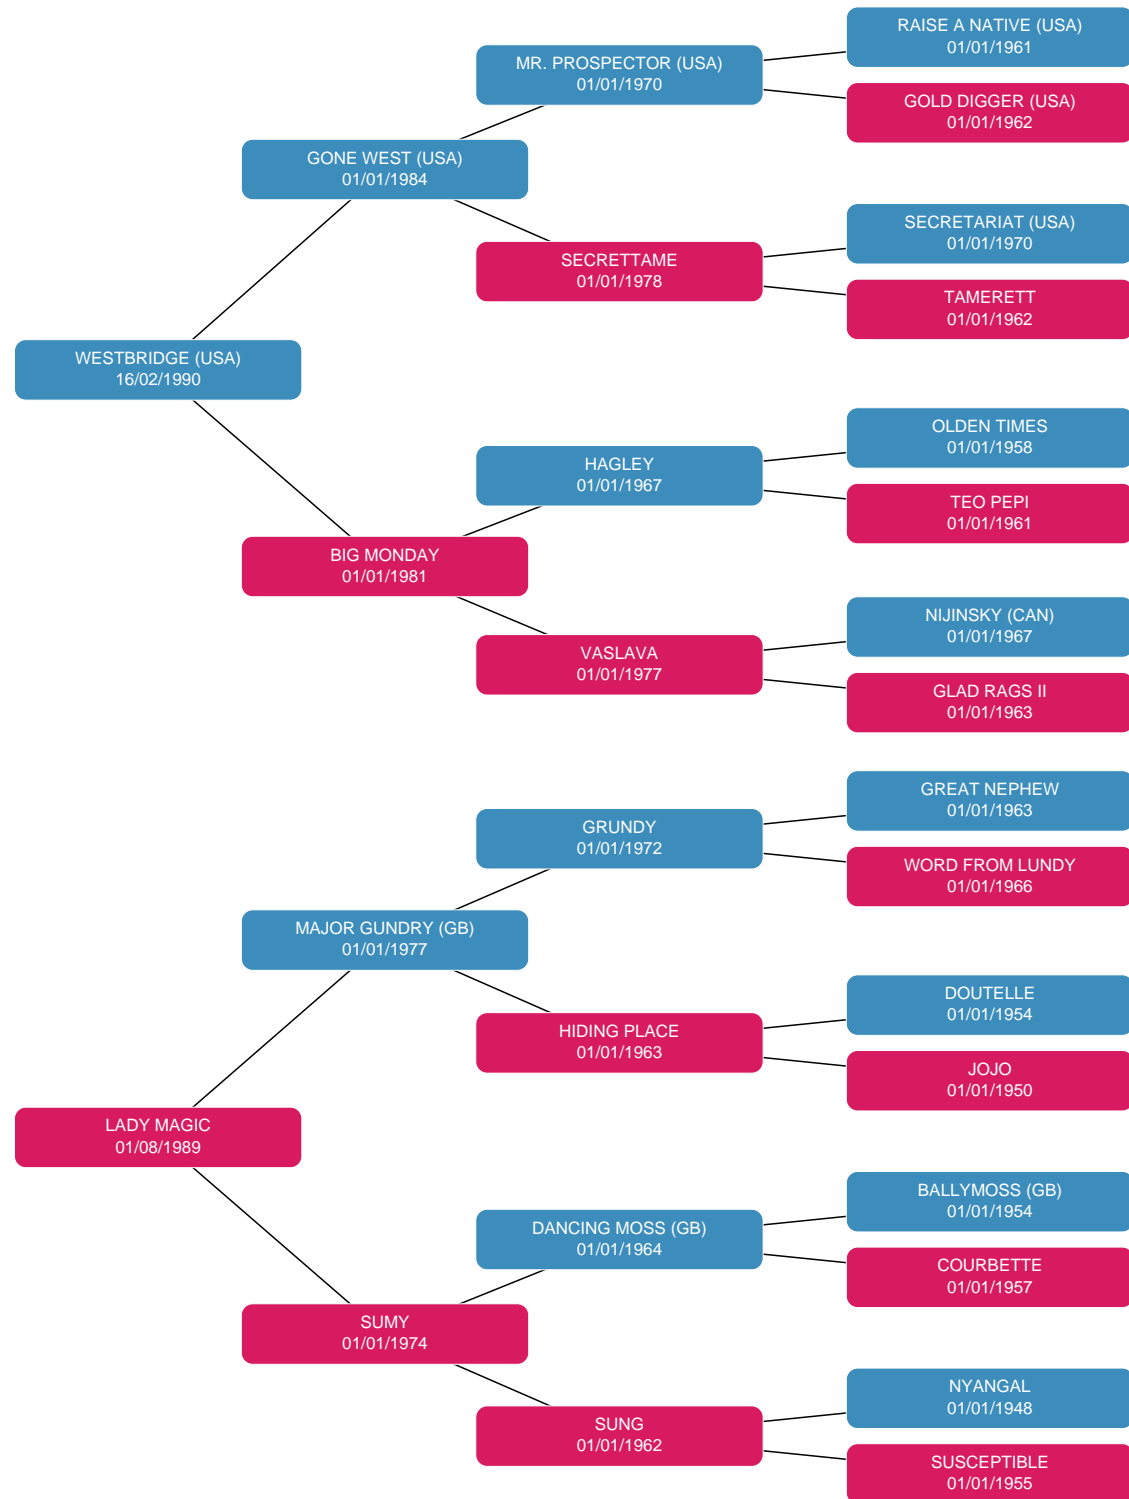 RAISE A NATIVE (USA)
01/01/1961
MR. PROSPECTOR (USA)
01/01/1970
GOLD DIGGER (USA)
01/01/1962
GONE WEST (USA)
01/01/1984
SECRETARIAT (USA)
01/01/1970
SECRETTAME
01/01/1978
TAMERETT
01/01/1962
WESTBRIDGE (USA)
16/02/1990
OLDEN TIMES
01/01/1958
HAGLEY
01/01/1967
TEO PEPI
01/01/1961
BIG MONDAY
01/01/1981
NIJINSKY (CAN)
01/01/1967
VASLAVA
01/01/1977
GLAD RAGS II
01/01/1963
GREAT NEPHEW
01/01/1963
GRUNDY
01/01/1972
WORD FROM LUNDY
01/01/1966
MAJOR GUNDRY (GB)
01/01/1977
DOUTELLE
01/01/1954
HIDING PLACE
01/01/1963
JOJO
01/01/1950
LADY MAGIC
01/08/1989
BALLYMOSS (GB)
01/01/1954
DANCING MOSS (GB)
01/01/1964
COURBETTE
01/01/1957
SUMY
01/01/1974
NYANGAL
01/01/1948
SUNG
01/01/1962
SUSCEPTIBLE
01/01/1955